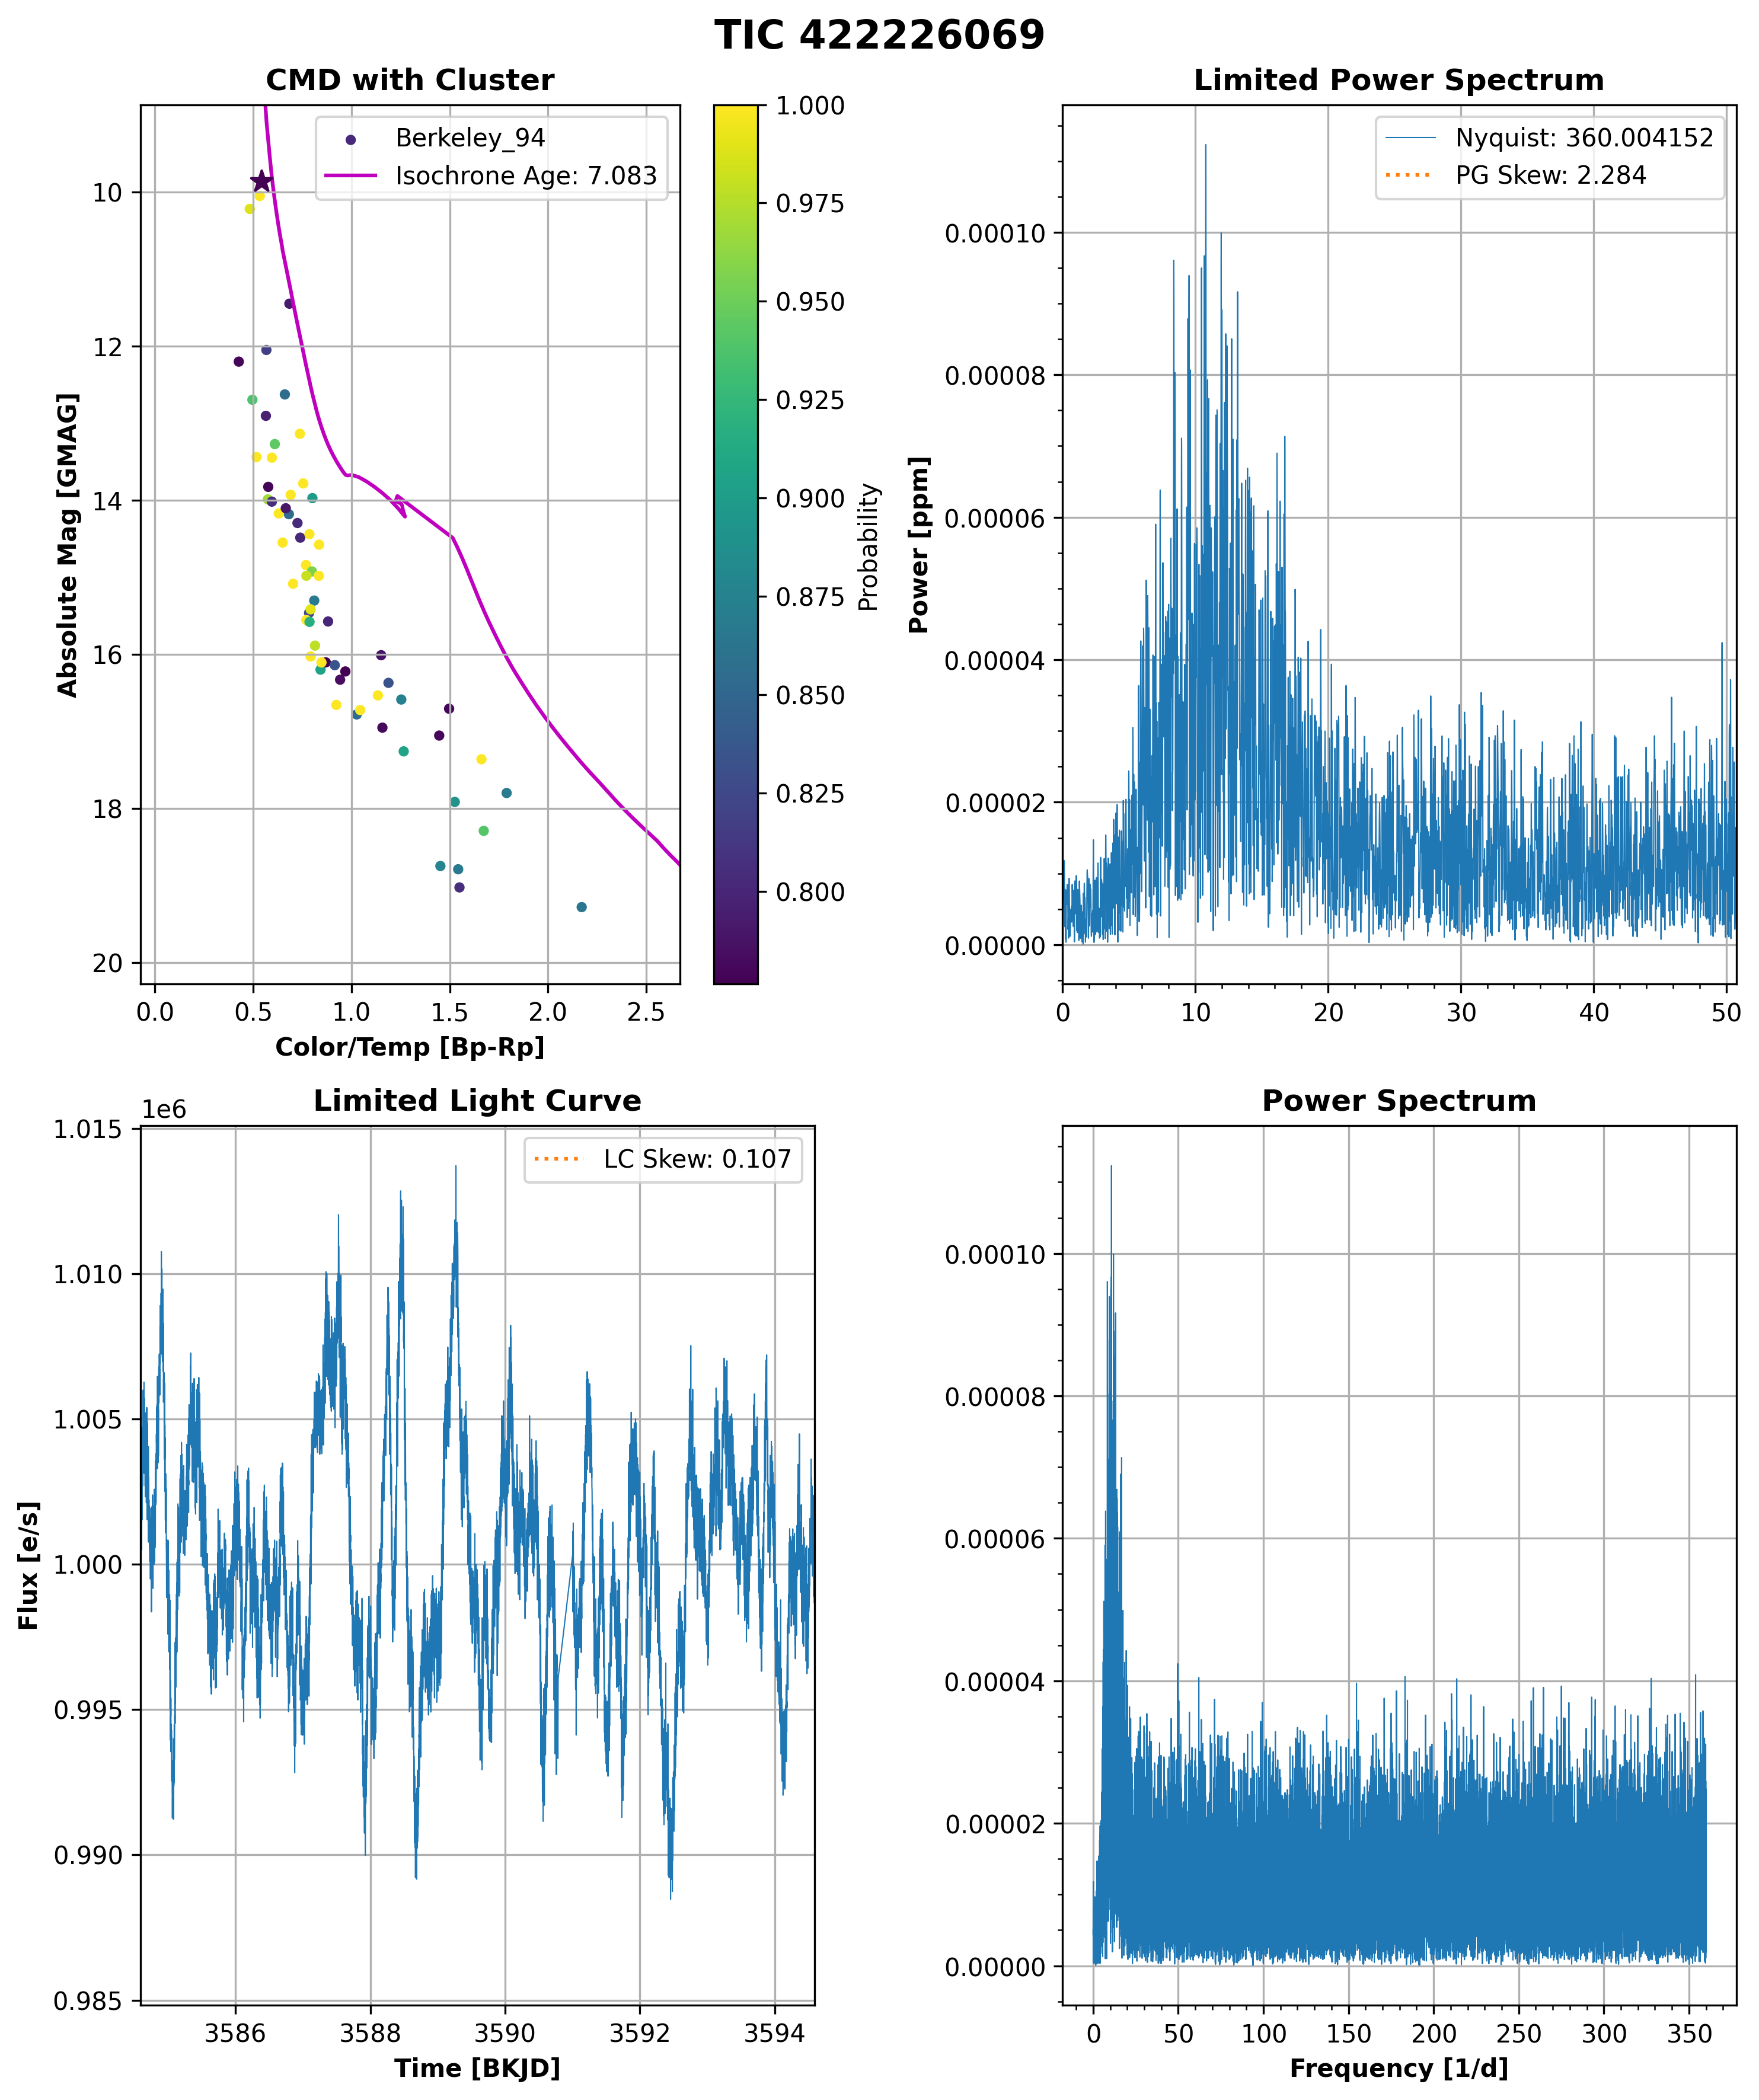 TIC 422226069
CMD with Cluster
Berkeley_94
Isochrone Age: 7.083
10
12
14
16
18
20
0.0 0.5 1.0 1.5 2.0 2.5
Absolute Mag [GMAG]
Color/Temp [Bp-Rp]
1.000
0.975
0.950
0.925
0.900
0.875
0.850
0.825
0.800
Probability
Limited Power Spectrum
Nyquist: 360.004152
PG Skew: 2.284
0.00010
0.00008
0.00006
0.00004
0.00002
0.00000
0 10 20 30 40 50
Power [ppm]
Limited Light Curve
1e6
LC Skew: 0.107
1.015
1.010
1.005
1.000
0.995
0.990
0.985
3586 3588 3590 3592 3594
Flux [e/s]
Time [BKJD]
Power Spectrum
0.00010
0.00008
0.00006
0.00004
0.00002
0.00000
0 50 100 150 200 250 300 350
Frequency [1/d]